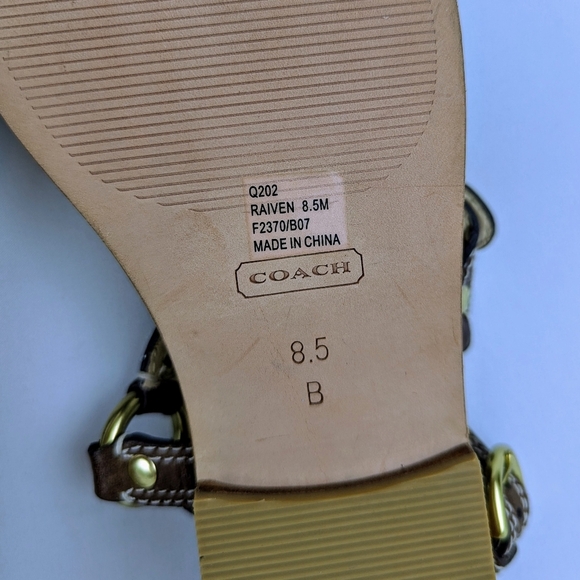 Q202
RAIVEN 8.5M
F2370/B07
MADE IN CHINA
COACH
8.5
B